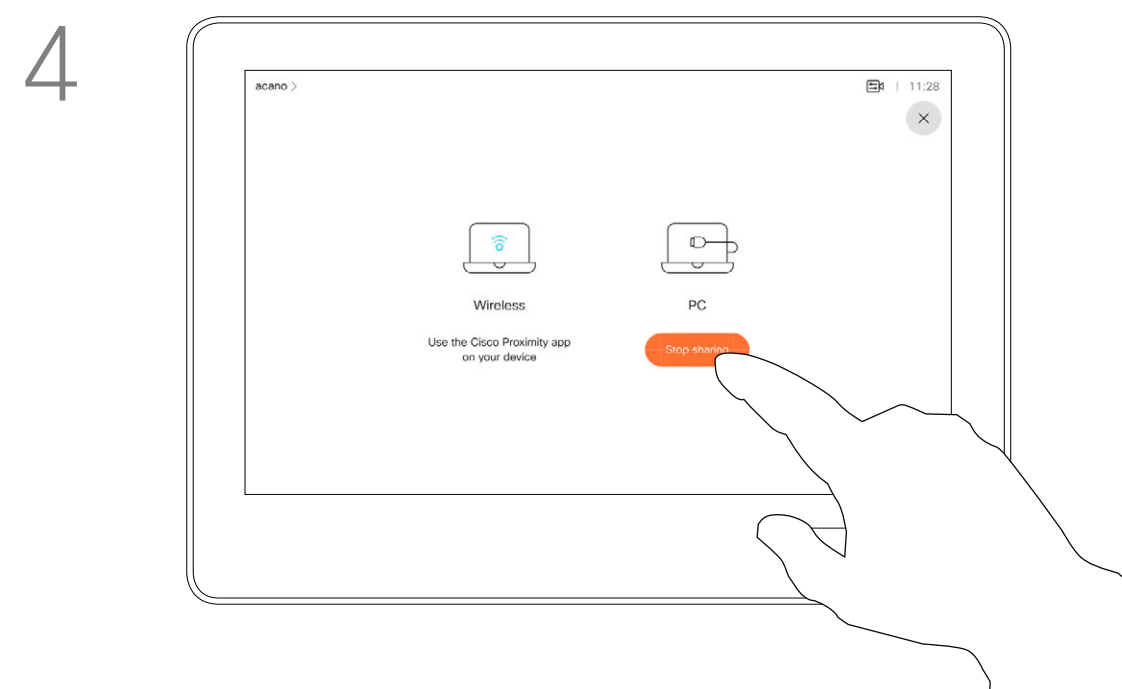 4
acano >
| 11:28
Wireless
PC
Use the Cisco Proximity app
on your device
Stop sharing